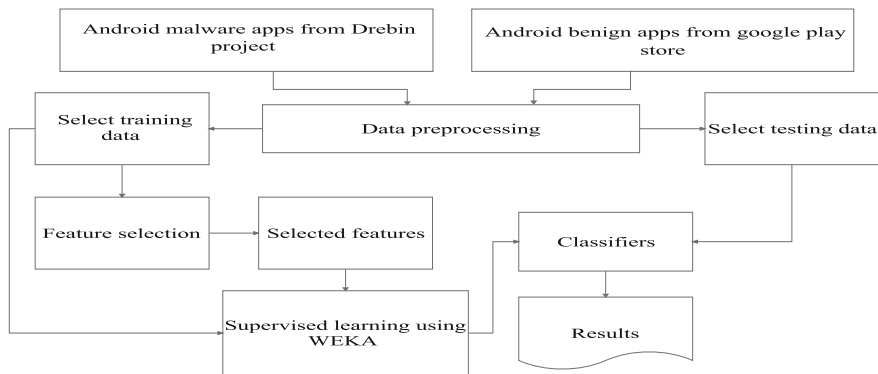 Android malware apps from Drebin
project
Android benign apps from google play
store
Select training
data
Data preprocessing
Select testing data
Feature selection
Selected features
Classifiers
Supervised learning using
WEKA
Results